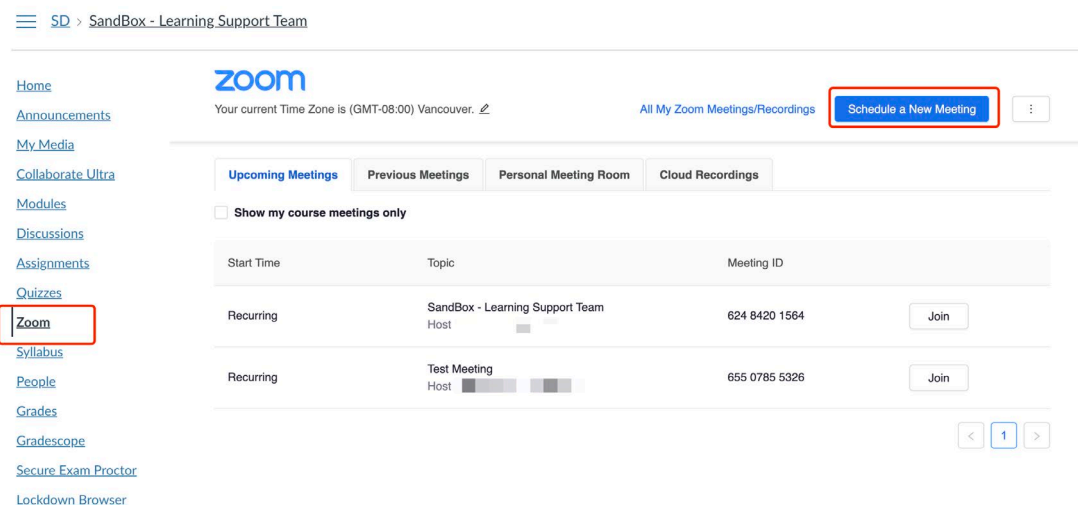 SD > SandBox - Learning Support Team
Home
Announcements
My Media
Collaborate Ultra
Modules
Discussions
Assignments
Quizzes
Zoom
Syllabus
People
Grades
Gradescope
Secure Exam Proctor
Lockdown Browser
zoom
Your current Time Zone is (GMT-08:00) Vancouver.
All My Zoom Meetings/Recordings
Schedule a New Meeting
Upcoming Meetings Previous Meetings Personal Meeting Room Cloud Recordings
Show my course meetings only
Start Time Topic Meeting ID
Recurring SandBox - Learning Support Team 624 8420 1564 Join
Host
Recurring Test Meeting 655 0785 5326 Join
Host
< 1 >